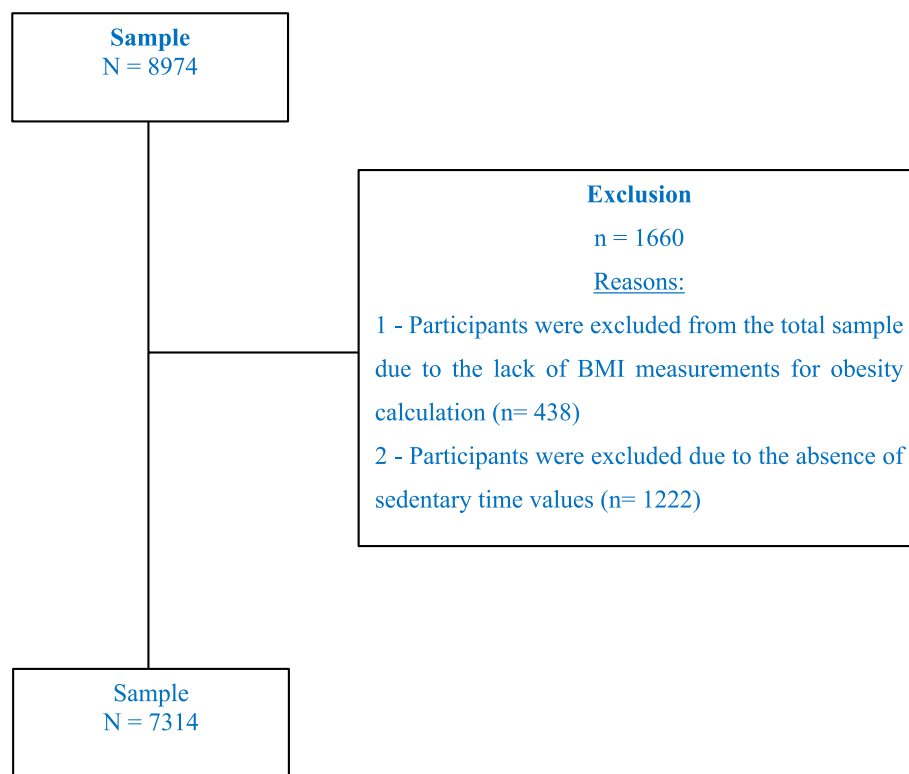 Sample
N = 8974
Exclusion
n = 1660
Reasons:
1 - Participants were excluded from the total sample
due to the lack of BMI measurements for obesity
calculation (n= 438)
2 - Participants were excluded due to the absence of
sedentary time values (n= 1222)
Sample
N = 7314